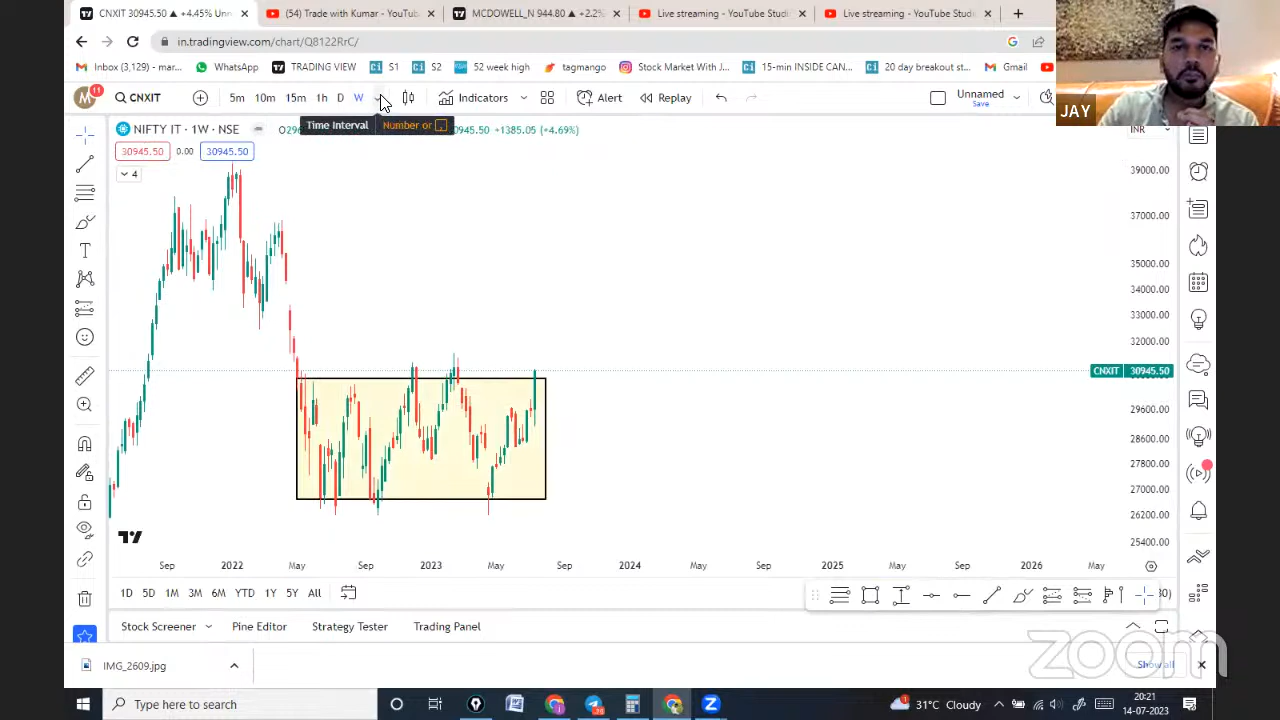 CNXIT 30945.50 ▲ +4.45% Un
(54) Trade with Kumar - YouTub
MCDOWELL_N 944.80 ▲ +2.2%
Live streaming - YouTube Studio
Live streaming - YouTube Studio
in.tradingview.com/chart/Q8122RrC/
Inbox (3,129) - mar...
WhatsApp
TRADING VIEW
S1
S2
52 week high
tagmango
Stock Market With J...
15-min INSIDE CAN...
20 day breakout st...
Gmail
JAY
M 11
CNXIT
5m 10m 15m 1h D W
Indicators
Alert
Replay
Unnamed
Save
Time Interval
Number or ,
NIFTY IT · 1W · NSE
945.50 +1385.05 (+4.69%)
INR
30945.50 0.00 30945.50
4
39000.00
37000.00
35000.00
34000.00
33000.00
32000.00
CNXIT 30945.50
29600.00
28600.00
27800.00
27000.00
26200.00
25400.00
Sep 2022 May Sep 2023 May Sep 2024 May Sep 2025 May Sep 2026 May
1D 5D 1M 3M 6M YTD 1Y 5Y All
Stock Screener
Pine Editor
Strategy Tester
Trading Panel
IMG_2609.jpg
Show all
zoom
Type here to search
31°C Cloudy
20:21
14-07-2023